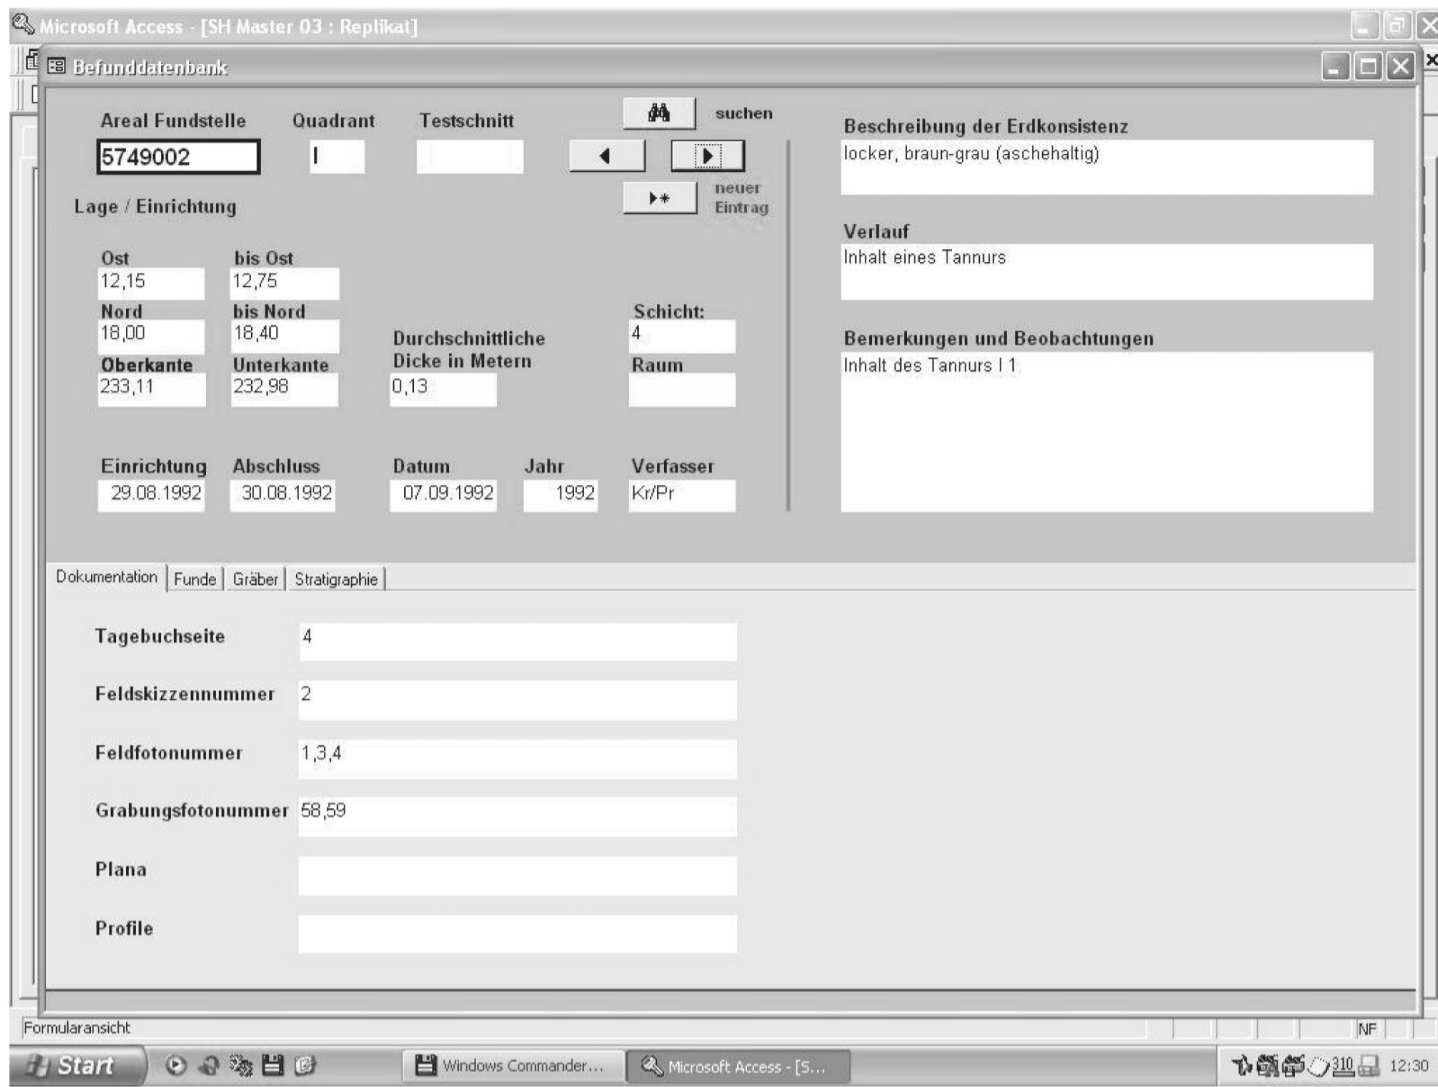 Microsoft Access - [SH Master 03 : Replikat]
Befunddatenbank
Areal Fundstelle Quadrant Testschnitt suchen
5749002 I
neuer
Eintrag
Lage / Einrichtung
Ost bis Ost
12,15 12,75
Nord bis Nord Schicht:
18,00 18,40 4
Durchschnittliche
Dicke in Metern
Oberkante Unterkante Raum
233,11 232,98 0,13
Einrichtung Abschluss Datum Jahr Verfasser
29.08.1992 30.08.1992 07.09.1992 1992 Kr/Pr
Beschreibung der Erdkonsistenz
locker, braun-grau (aschehaltig)
Verlauf
Inhalt eines Tannurs
Bemerkungen und Beobachtungen
Inhalt des Tannurs I 1
Dokumentation Funde Gräber Stratigraphie
Tagebuchseite 4
Feldskizzennummer 2
Feldfotonummer 1,3,4
Grabungsfotonummer 58,59
Plana
Profile
Formularansicht NF
Start Windows Commander... Microsoft Access - [S... 310 12:30